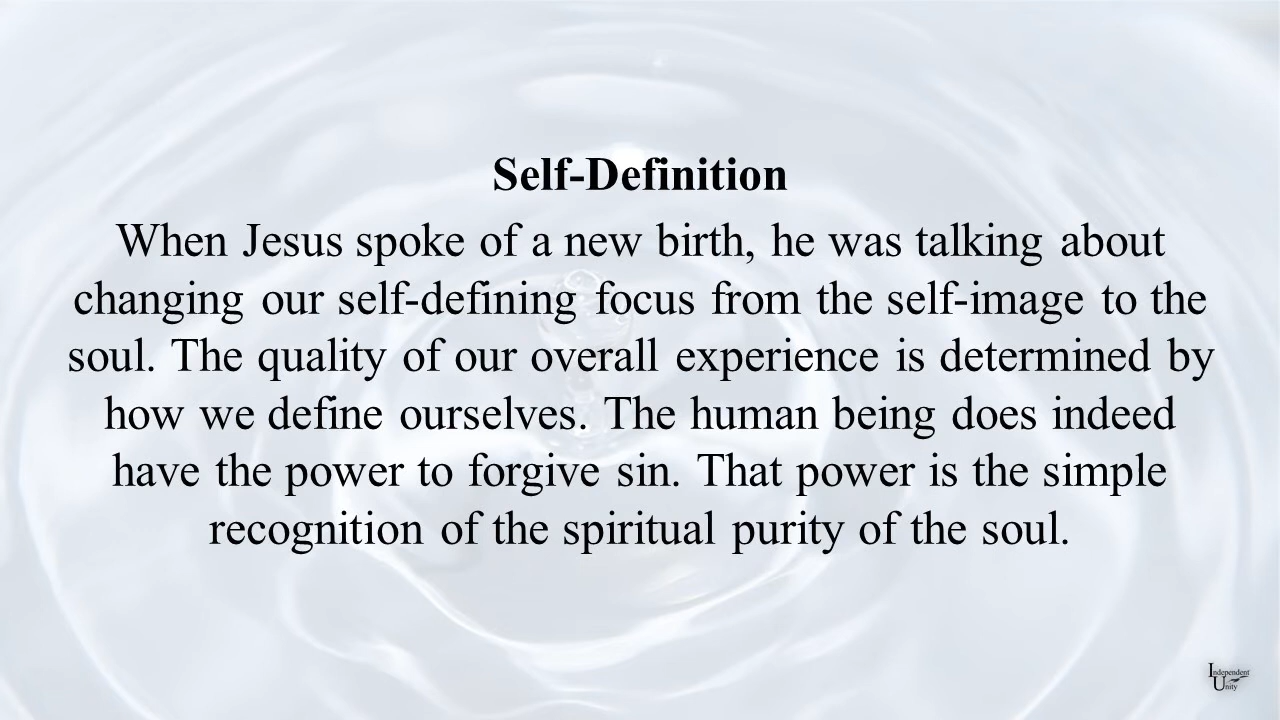 Self-Definition
When Jesus spoke of a new birth, he was talking about
changing our self-defining focus from the self-image to the
soul. The quality of our overall experience is determined by
how we define ourselves. The human being does indeed
have the power to forgive sin. That power is the simple
recognition of the spiritual purity of the soul.
Independent
Unity